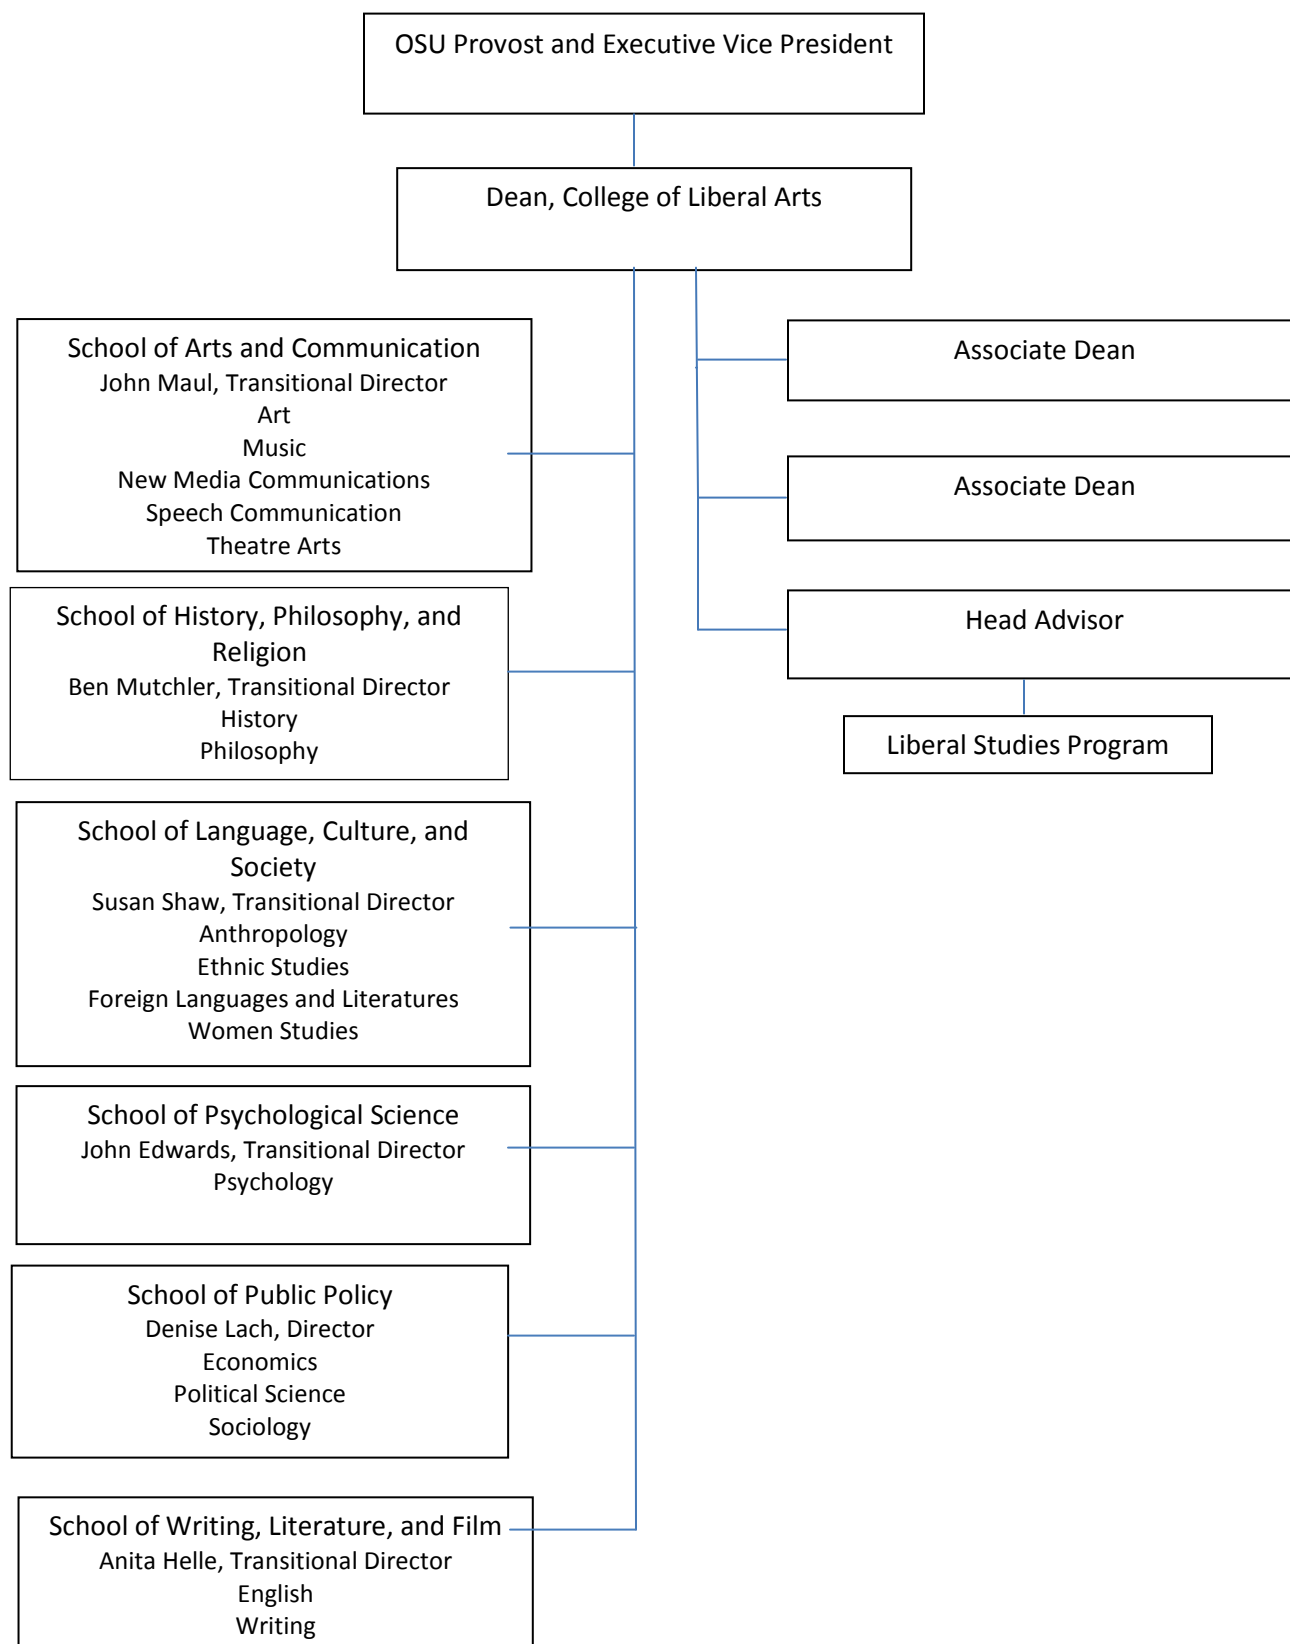 OSU Provost and Executive Vice President
Dean, College of Liberal Arts
School of Arts and Communication
John Maul, Transitional Director
Art
Music
New Media Communications
Speech Communication
Theatre Arts
School of History, Philosophy, and
Religion
Ben Mutchler, Transitional Director
History
Philosophy
School of Language, Culture, and
Society
Susan Shaw, Transitional Director
Anthropology
Ethnic Studies
Foreign Languages and Literatures
Women Studies
School of Psychological Science
John Edwards, Transitional Director
Psychology
School of Public Policy
Denise Lach, Director
Economics
Political Science
Sociology
School of Writing, Literature, and Film
Anita Helle, Transitional Director
English
Writing
Associate Dean
Associate Dean
Head Advisor
Liberal Studies Program